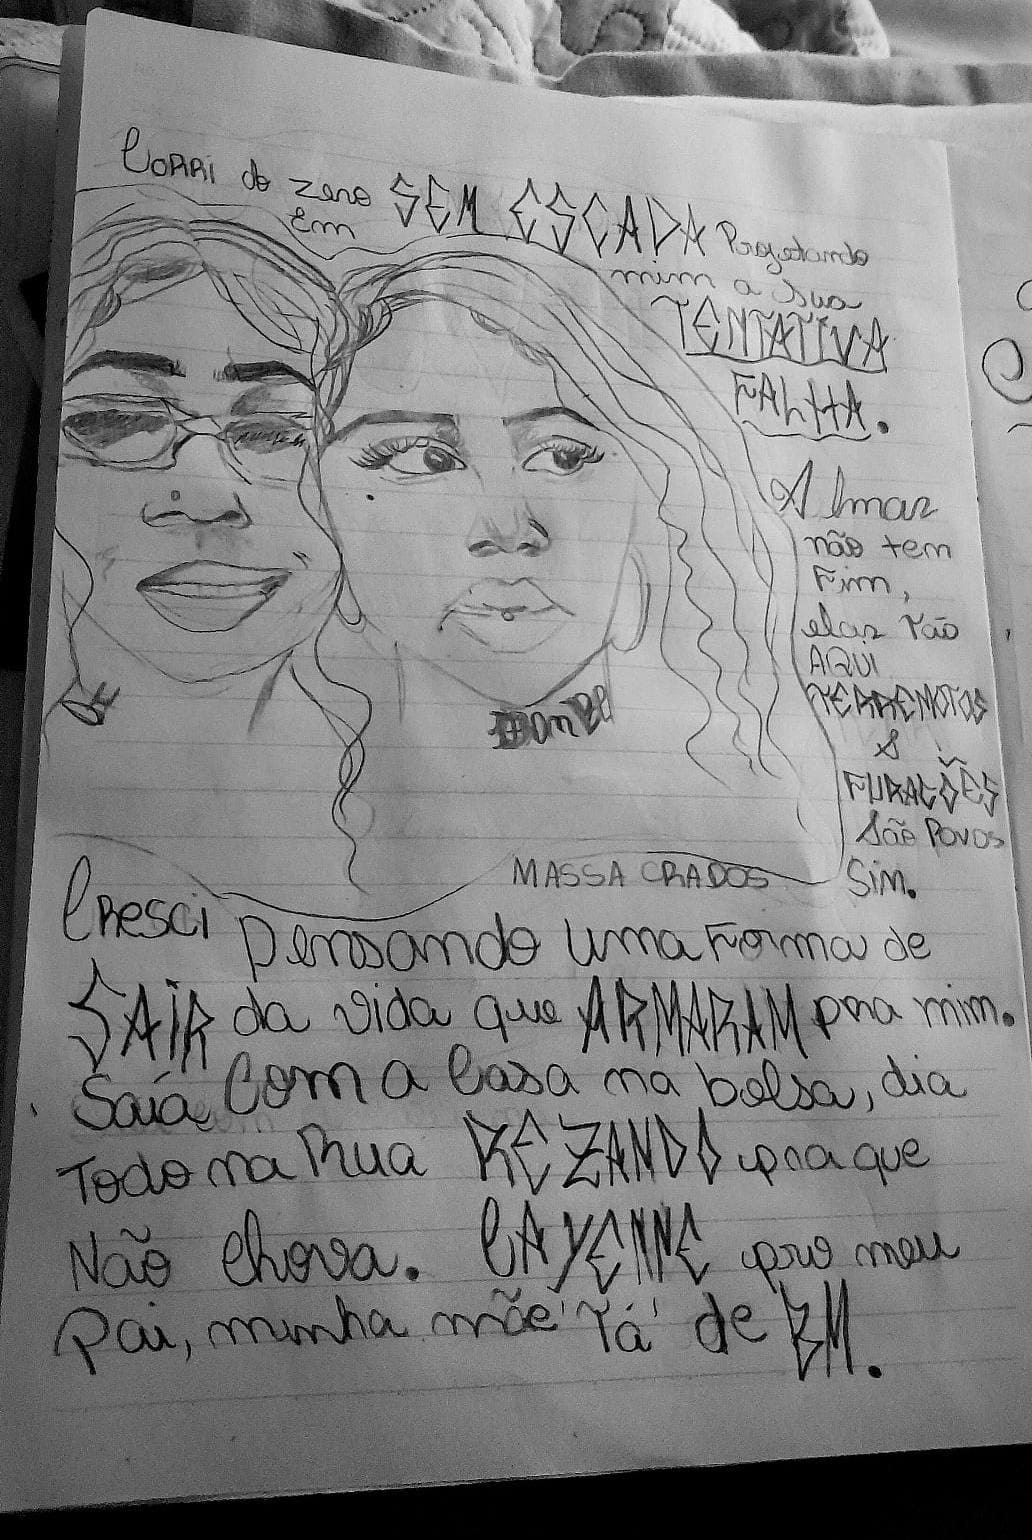 Corri do zero SEM ESCADA Projetando
Em
mim a sua
TENTATIVA
FALHA.
Almas
não tem
Fim,
elas Tão
AQUI
TERREMOTOS
&
FURACÕES
São Povos
MASSA CRADOS Sim.
Cresci Pensando uma Forma de
SAIR da vida que ARMARAM pra mim.
Saía Com a Casa na bolsa, dia
Todo na Rua REZANDO pra que
Não Chova. CAYENNE pro meu
Pai, minha mãe 'Tá' de BM.